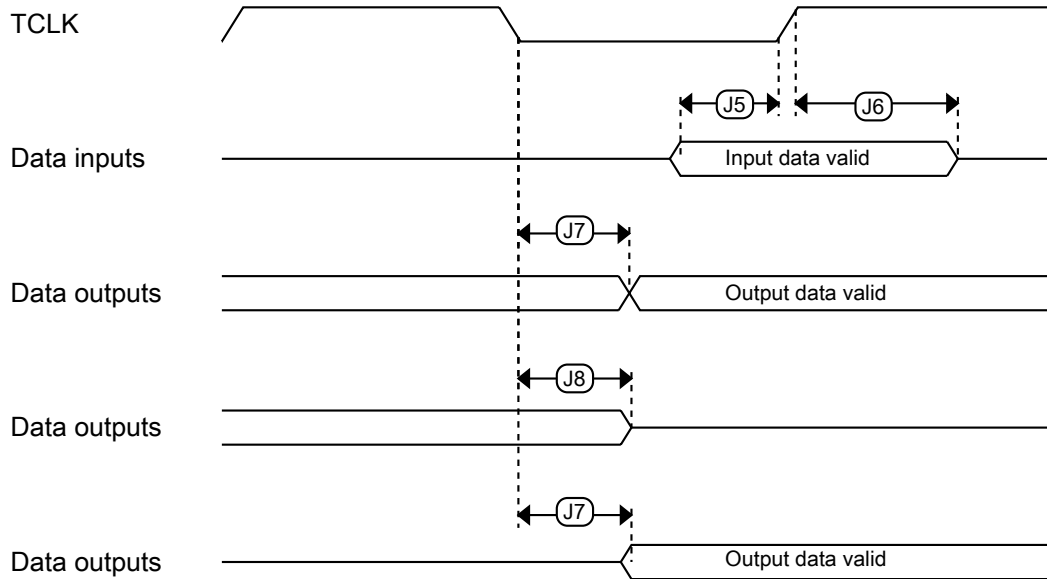 TCLK
J5
J6
Data inputs
Input data valid
J7
Data outputs
Output data valid
J8
Data outputs
J7
Data outputs
Output data valid